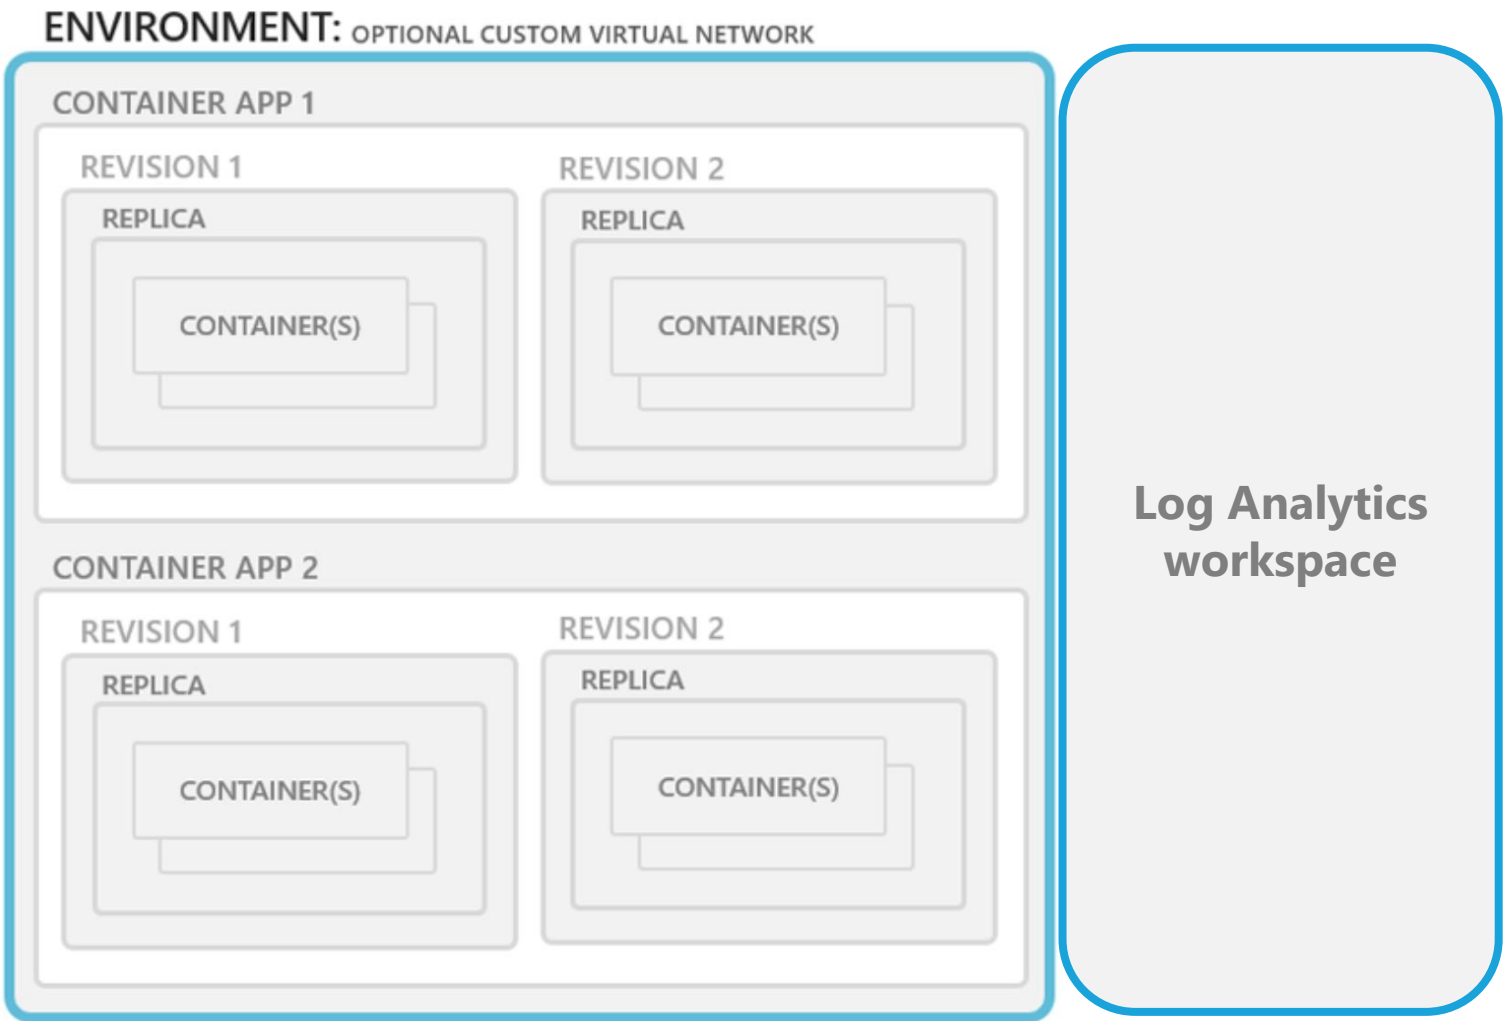 ENVIRONMENT: OPTIONAL CUSTOM VIRTUAL NETWORK
CONTAINER APP 1
REVISION 1
REPLICA
CONTAINER(S)
REVISION 2
REPLICA
CONTAINER(S)
CONTAINER APP 2
REVISION 1
REPLICA
CONTAINER(S)
REVISION 2
REPLICA
CONTAINER(S)
Log Analytics
workspace